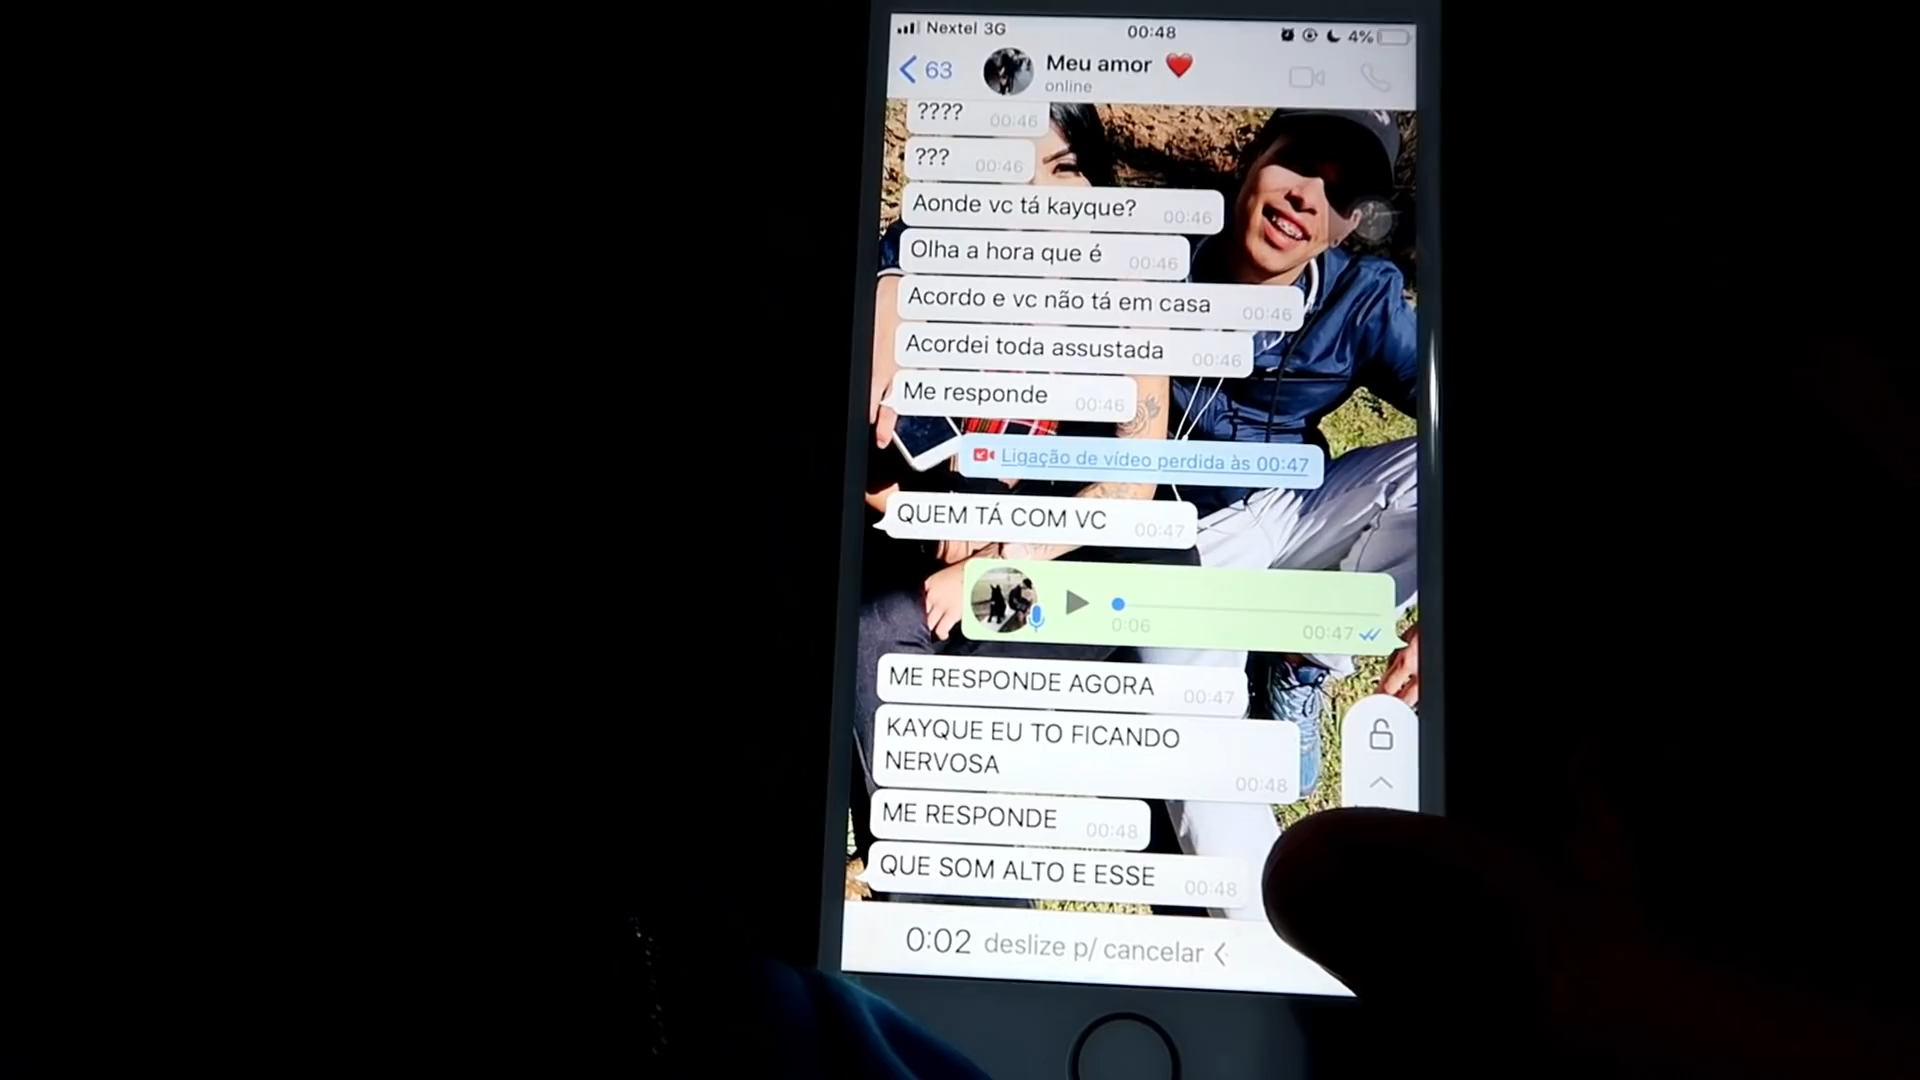 Nextel 3G 00:48 4%
63 Meu amor ❤️
online
???? 00:46
??? 00:46
Aonde vc tá kayque? 00:46
Olha a hora que é 00:46
Acordo e vc não tá em casa 00:46
Acordei toda assustada 00:46
Me responde 00:46
Ligação de vídeo perdida às 00:47
QUEM TÁ COM VC 00:47
0:06 00:47
ME RESPONDE AGORA 00:47
KAYQUE EU TO FICANDO
NERVOSA 00:48
ME RESPONDE 00:48
QUE SOM ALTO E ESSE 00:48
0:02 deslize p/ cancelar <